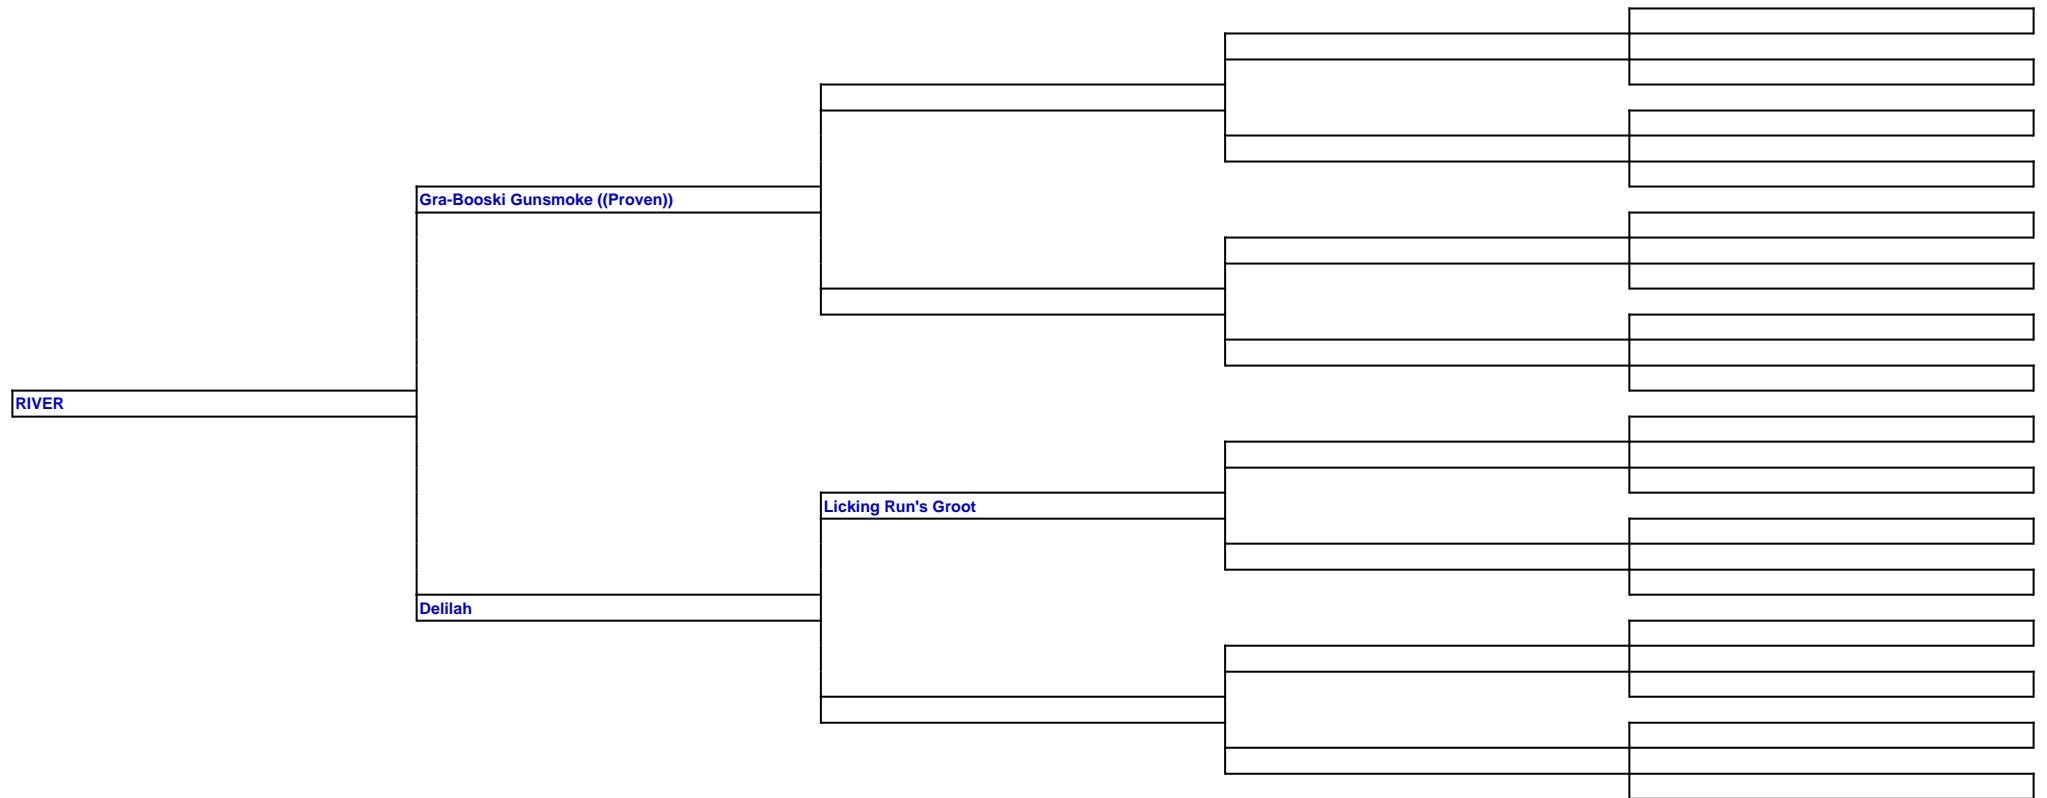 Gra-Booski Gunsmoke ((Proven))
RIVER
Licking Run's Groot
Delilah